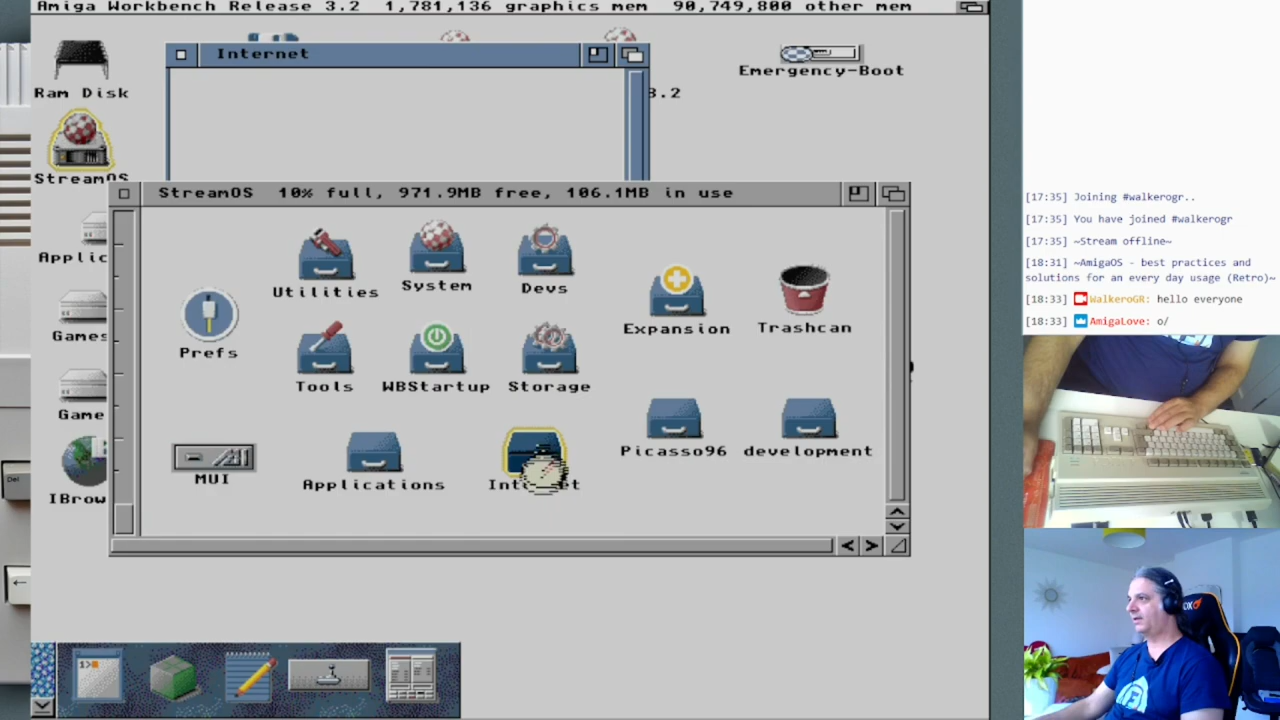 Amiga Workbench Release 3.2  1,781,136 graphics mem  90,749,800 other mem
Internet
Emergency-Boot
Ram Disk
3.2
StreamOS
StreamOS  10% full, 971.9MB free, 106.1MB in use
Utilities
System
Devs
Expansion
Trashcan
Prefs
Tools
WBStartup
Storage
Applic
Games
Game
Picasso96
development
MUI
Applications
IBrow
Del
1>
[17:35] Joining #walkerogr..
[17:35] You have joined #walkerogr
[17:35] ~Stream offline~
[18:31] ~AmigaOS - best practices and
solutions for an every day usage (Retro)~
[18:33] WalkeroGR: hello everyone
[18:33] AmigaLove: o/